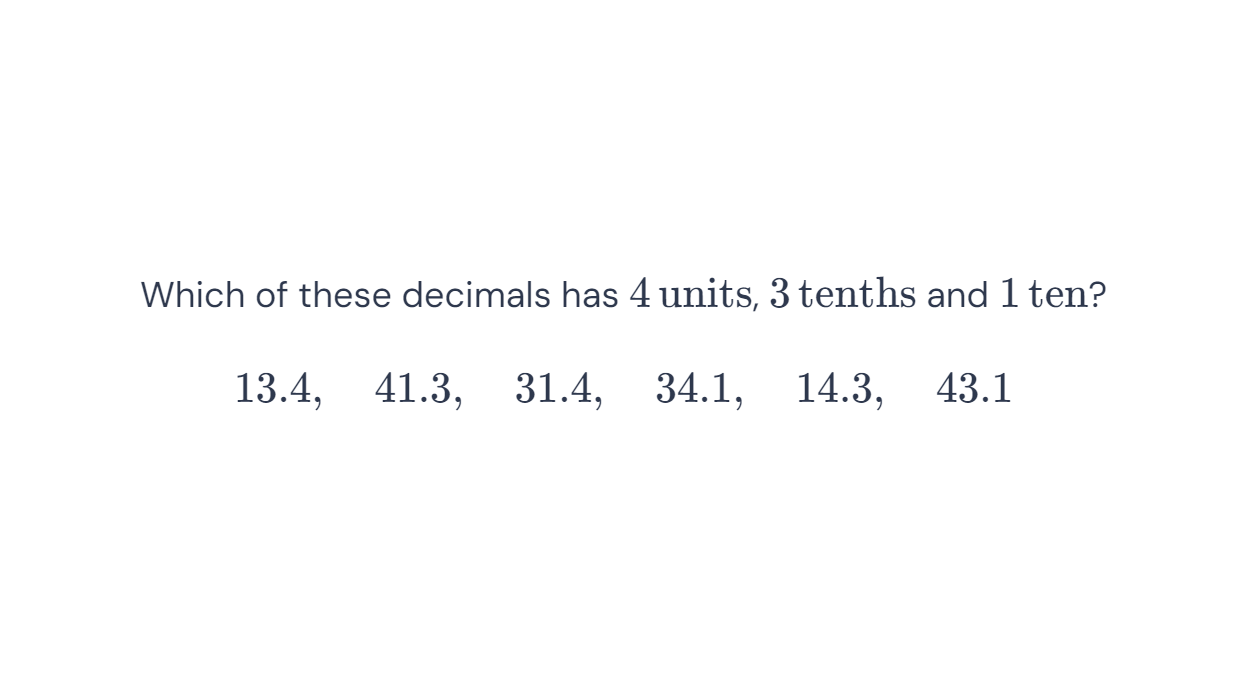 Which of these decimals has 4 units, 3 tenths and 1 ten?
13.4, 41.3, 31.4, 34.1, 14.3, 43.1